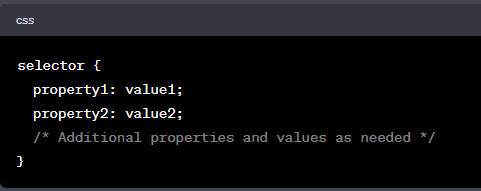 css
selector {
  property1: value1;
  property2: value2;
  /* Additional properties and values as needed */
}